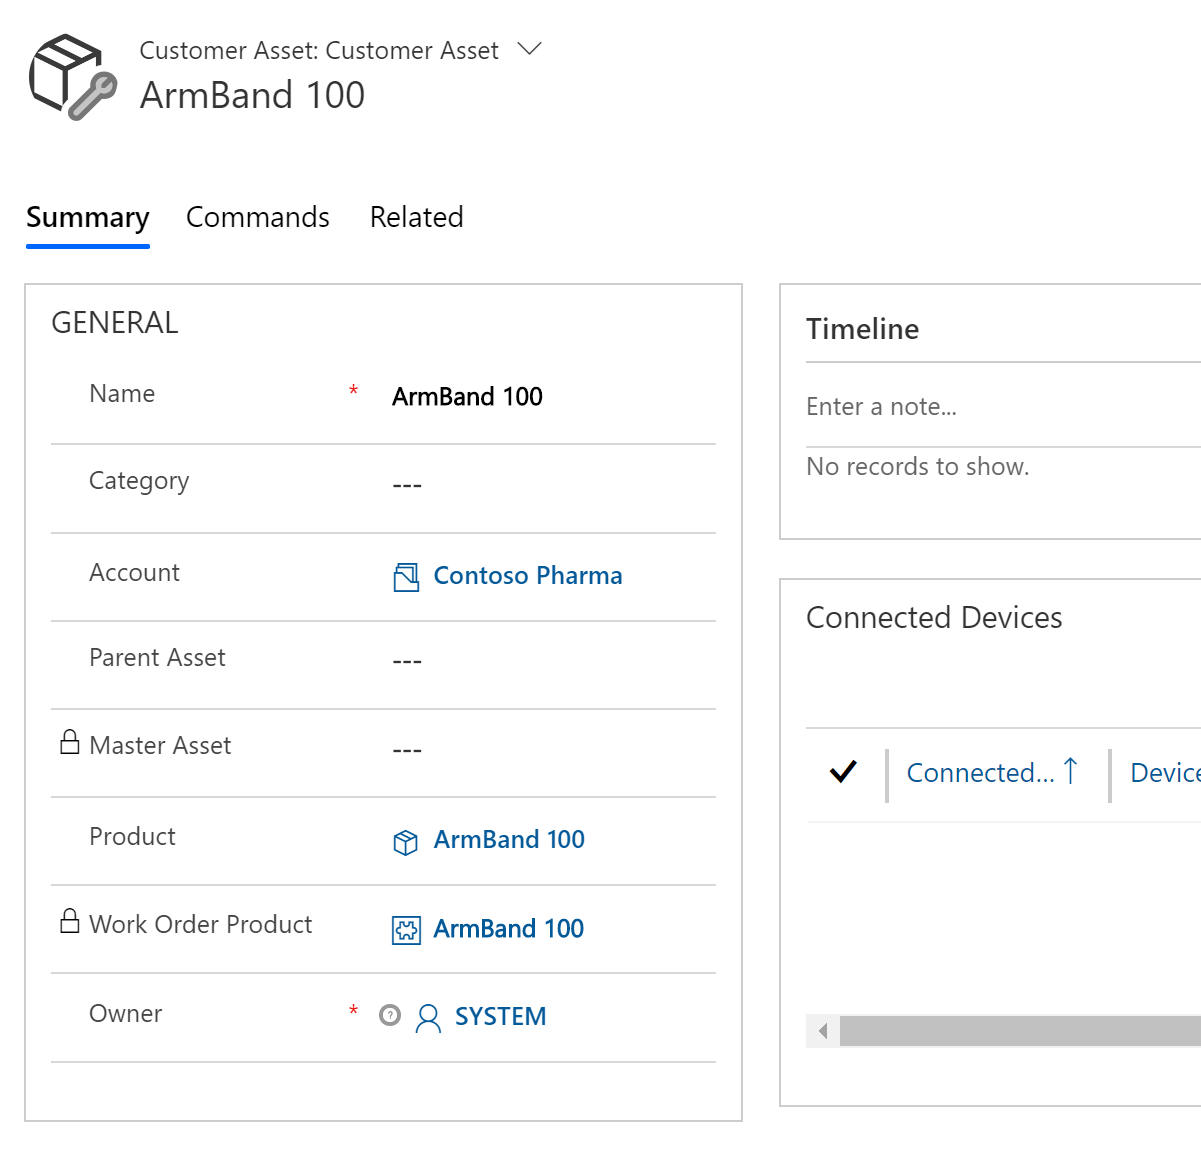 Customer Asset: Customer Asset
ArmBand 100
Summary Commands Related
GENERAL
Name * ArmBand 100
Category ---
Account Contoso Pharma
Parent Asset ---
Master Asset ---
Product ArmBand 100
Work Order Product ArmBand 100
Owner * ? SYSTEM
Timeline
Enter a note...
No records to show.
Connected Devices
Connected... ↑ Device